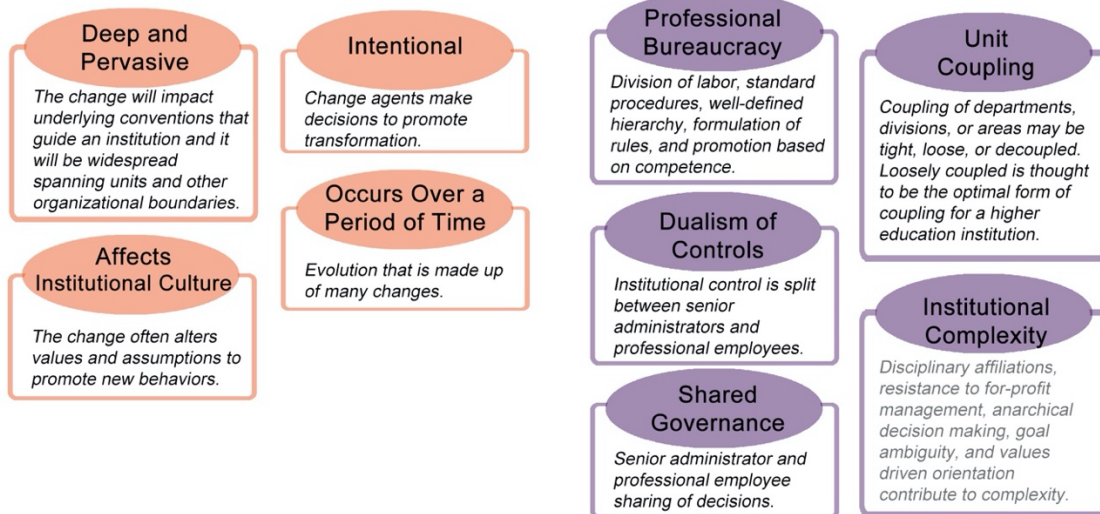 Deep and
Pervasive
The change will impact
underlying conventions that
guide an institution and it
will be widespread
spanning units and other
organizational boundaries.
Affects
Institutional Culture
The change often alters
values and assumptions to
promote new behaviors.
Intentional
Change agents make
decisions to promote
transformation.
Occurs Over a
Period of Time
Evolution that is made up
of many changes.
Professional
Bureaucracy
Division of labor, standard
procedures, well-defined
hierarchy, formulation of
rules, and promotion based
on competence.
Dualism of
Controls
Institutional control is split
between senior
administrators and
professional employees.
Shared
Governance
Senior administrator and
professional employee
sharing of decisions.
Unit
Coupling
Coupling of departments,
divisions, or areas may be
tight, loose, or decoupled.
Loosely coupled is thought
to be the optimal form of
coupling for a higher
education institution.
Institutional
Complexity
Disciplinary affiliations,
resistance to for-profit
management, anarchical
decision making, goal
ambiguity, and values
driven orientation
contribute to complexity.